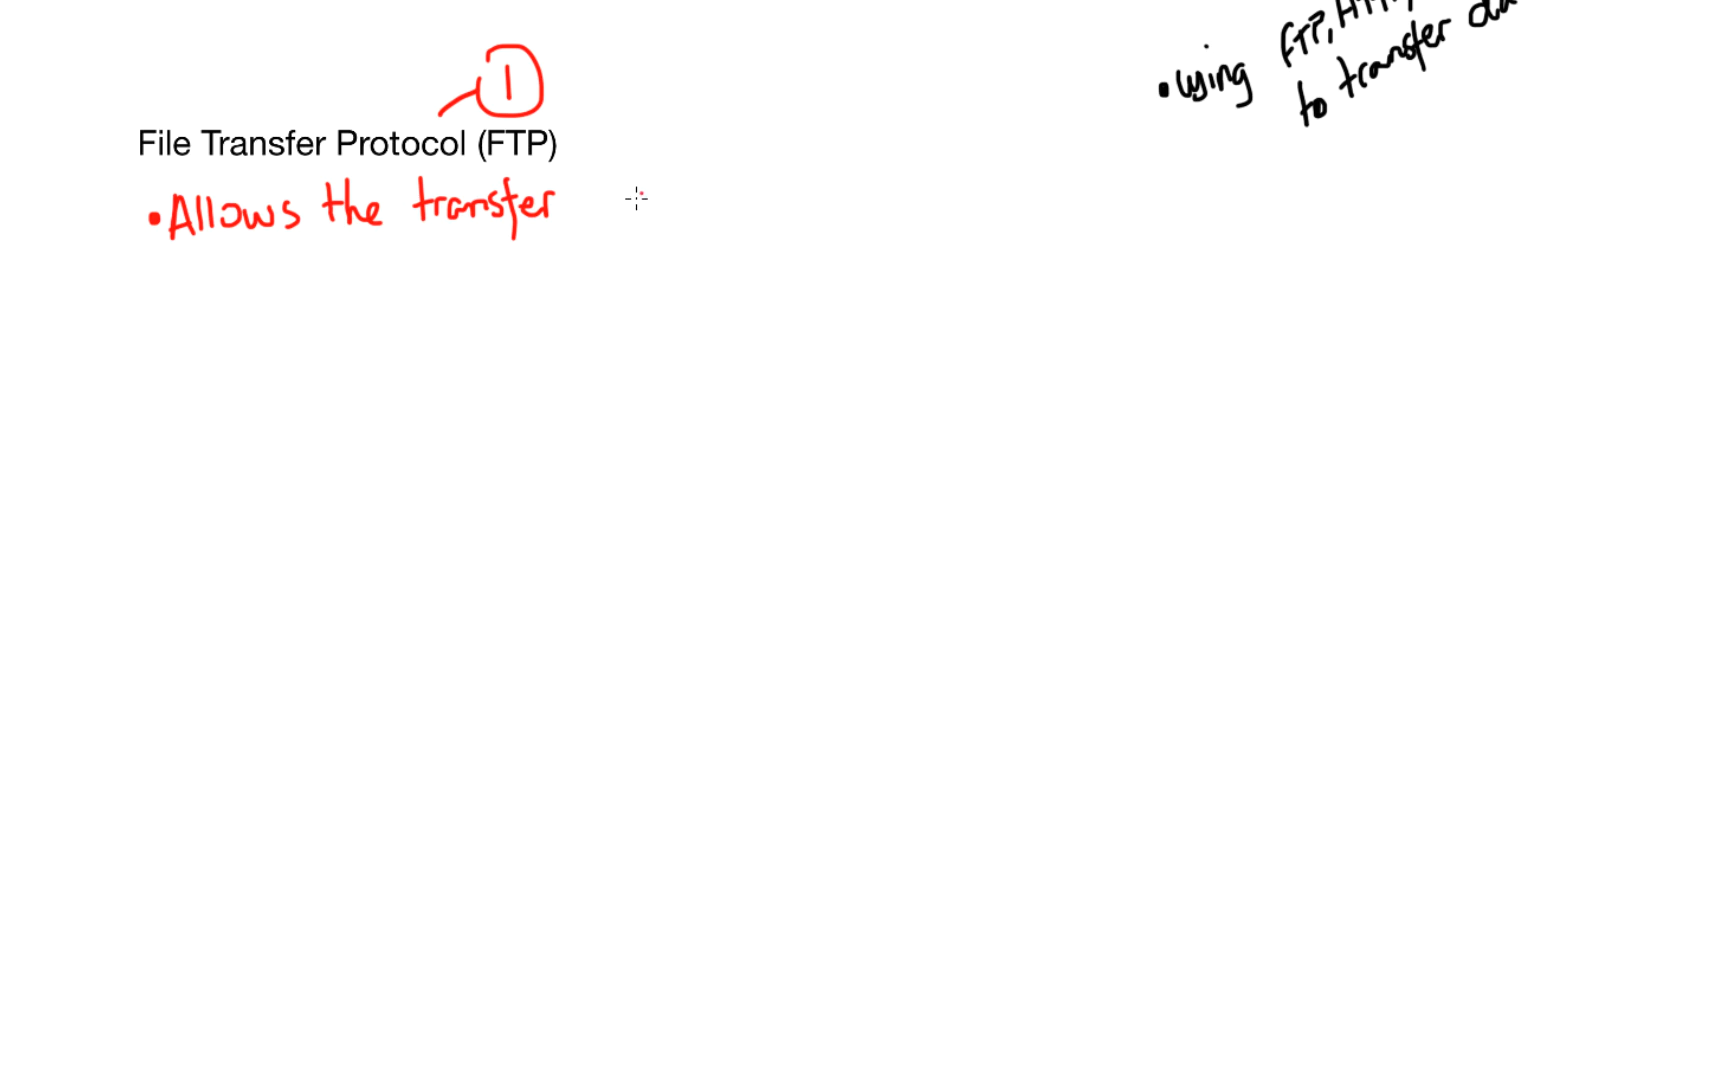 1
File Transfer Protocol (FTP)
• Allows the transfer
• using FTP,
to transfer